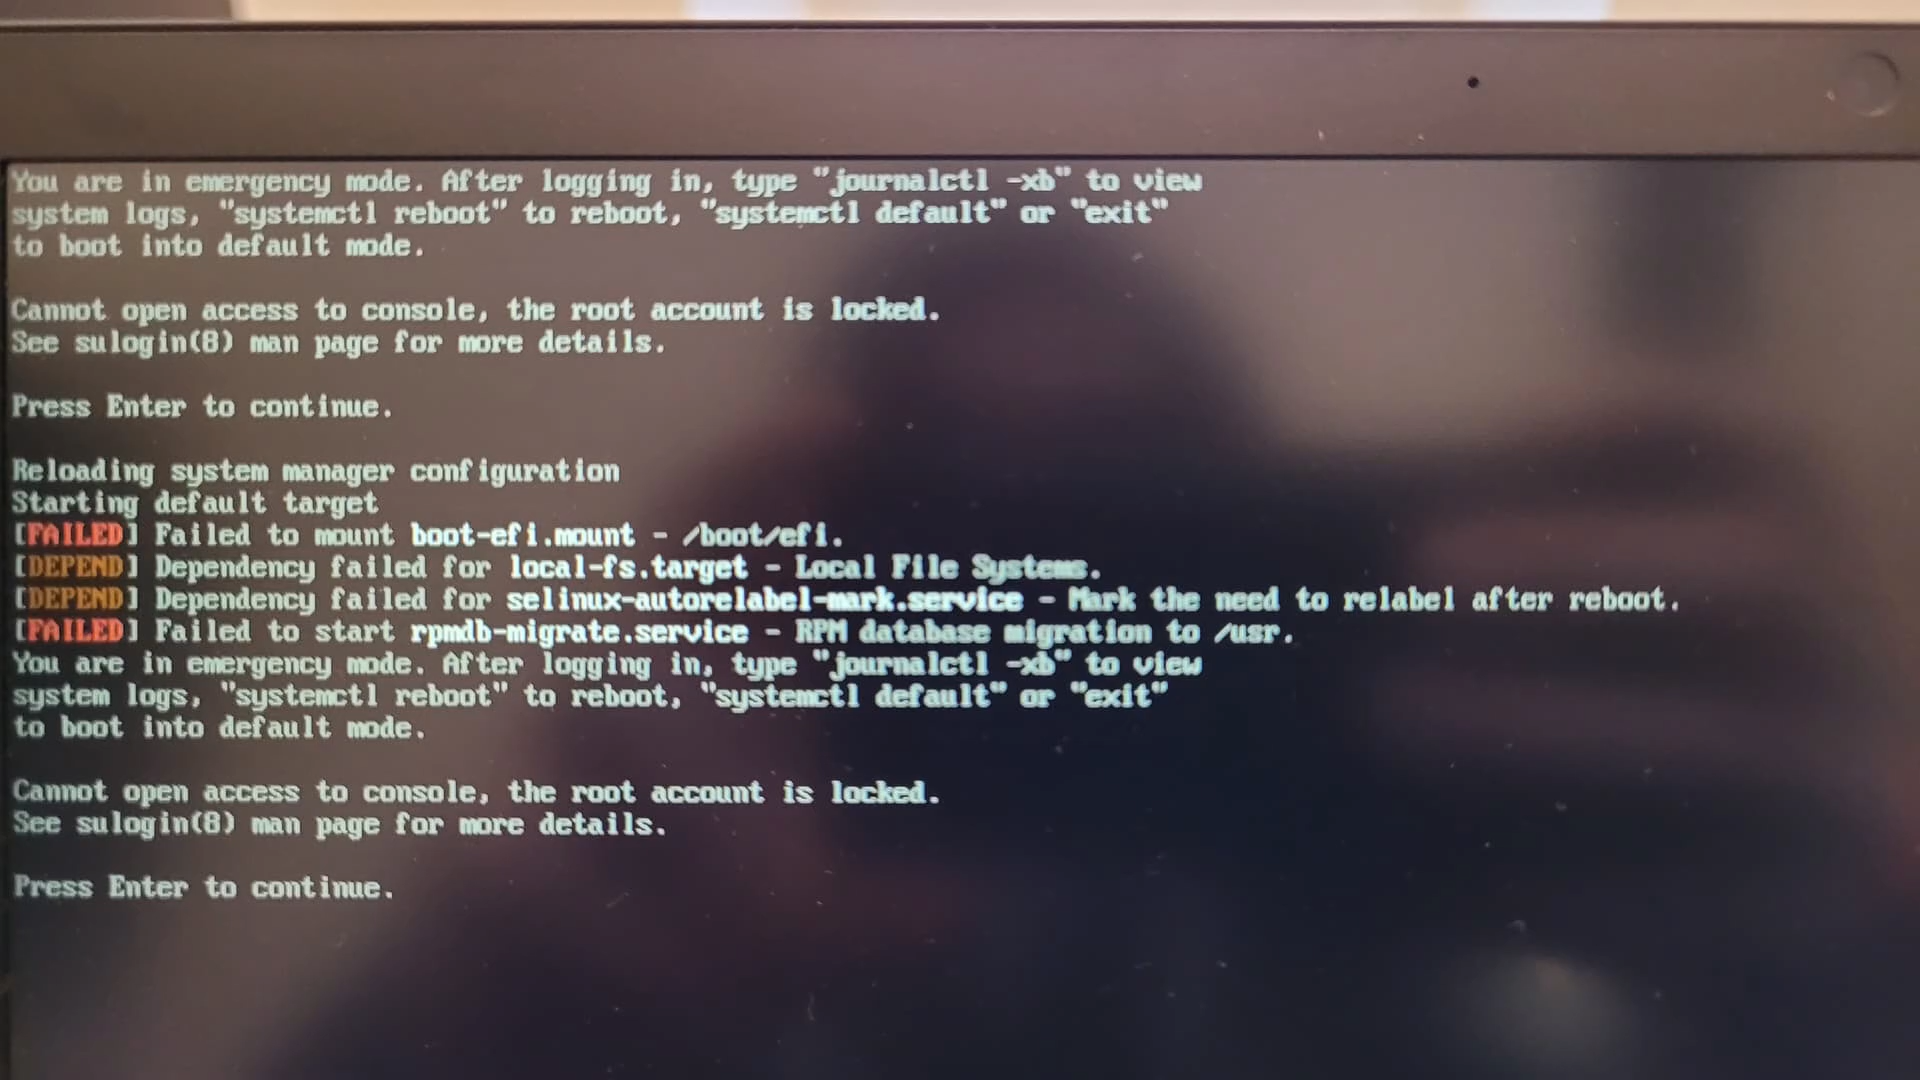 You are in emergency mode. After logging in, type "journalctl -xb" to view
system logs, "systemctl reboot" to reboot, "systemctl default" or "exit"
to boot into default mode.
Cannot open access to console, the root account is locked.
See sulogin(8) man page for more details.
Press Enter to continue.
Reloading system manager configuration
Starting default target
[FAILED] Failed to mount boot-efi.mount - /boot/efi.
[DEPEND] Dependency failed for local-fs.target - Local File Systems.
[DEPEND] Dependency failed for selinux-autorelabel-mark.service - Mark the need to relabel after reboot.
[FAILED] Failed to start rpmdb-migrate.service - RPM database migration to /usr.
You are in emergency mode. After logging in, type "journalctl -xb" to view
system logs, "systemctl reboot" to reboot, "systemctl default" or "exit"
to boot into default mode.
Cannot open access to console, the root account is locked.
See sulogin(8) man page for more details.
Press Enter to continue.